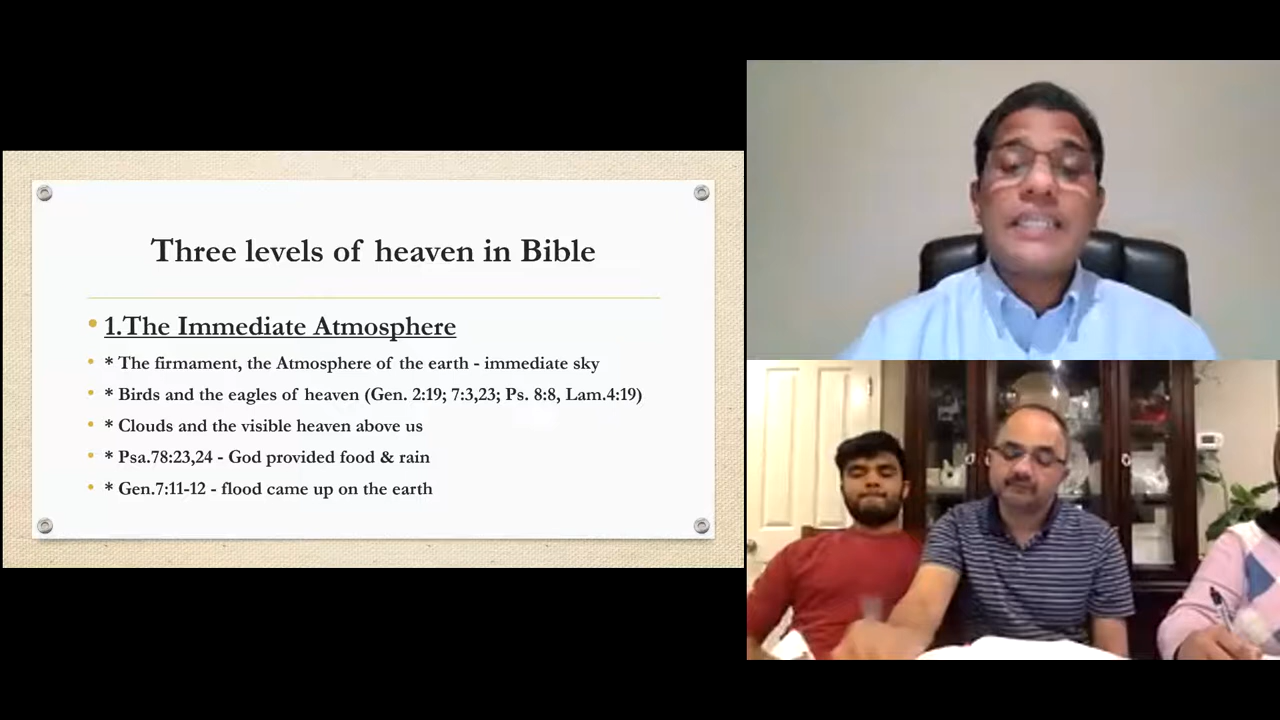 Three levels of heaven in Bible
• 1.The Immediate Atmosphere
• * The firmament, the Atmosphere of the earth - immediate sky
• * Birds and the eagles of heaven (Gen. 2:19; 7:3,23; Ps. 8:8, Lam.4:19)
• * Clouds and the visible heaven above us
• * Psa.78:23,24 - God provided food & rain
• * Gen.7:11-12 - flood came up on the earth